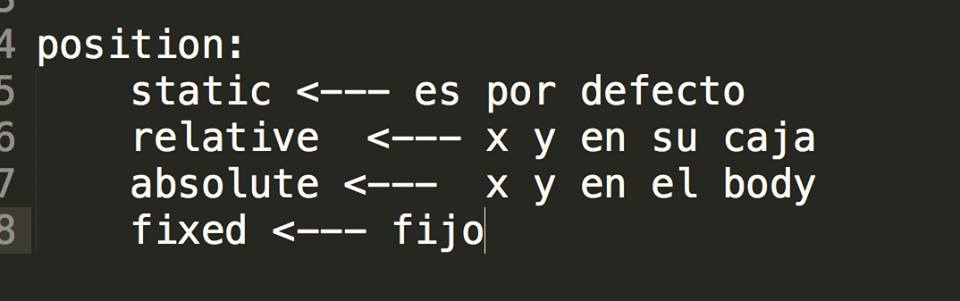 4 position:
5 static <--- es por defecto
6 relative <--- x y en su caja
7 absolute <--- x y en el body
8 fixed <--- fijo